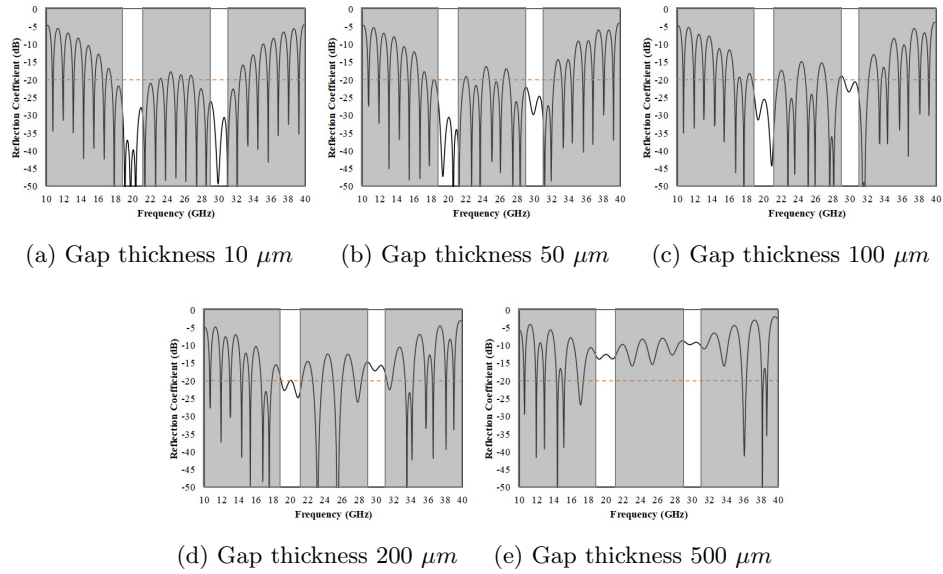 0
-5
-10
-15
-20
-25
-30
-35
-40
-45
-50
Reflection Coefficient (dB)
10 12 14 16 18 20 22 24 26 28 30 32 34 36 38 40
Frequency (GHz)
0
-5
-10
-15
-20
-25
-30
-35
-40
-45
-50
Reflection Coefficient (dB)
10 12 14 16 18 20 22 24 26 28 30 32 34 36 38 40
Frequency (GHz)
0
-5
-10
-15
-20
-25
-30
-35
-40
-45
-50
Reflection Coefficient (dB)
10 12 14 16 18 20 22 24 26 28 30 32 34 36 38 40
Frequency (GHz)
(a) Gap thickness 10 μm
(b) Gap thickness 50 μm
(c) Gap thickness 100 μm
0
-5
-10
-15
-20
-25
-30
-35
-40
-45
-50
Reflection Coefficient (dB)
10 12 14 16 18 20 22 24 26 28 30 32 34 36 38 40
Frequency (GHz)
0
-5
-10
-15
-20
-25
-30
-35
-40
-45
-50
Reflection Coefficient (dB)
10 12 14 16 18 20 22 24 26 28 30 32 34 36 38 40
Frequency (GHz)
(d) Gap thickness 200 μm
(e) Gap thickness 500 μm